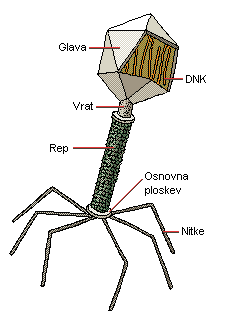 Glava
DNK
Vrat
Rep
Osnovna
ploskev
Nitke